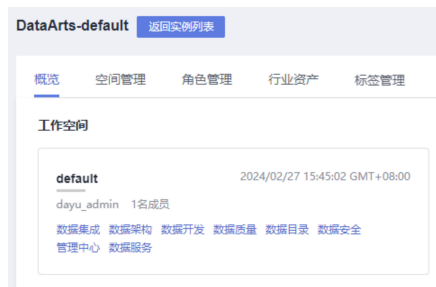 DataArts-default 返回实例列表
概览 空间管理 角色管理 行业资产 标签管理
工作空间
default 2024/02/27 15:45:02 GMT+08:00
dayu_admin 1名成员
数据集成 数据架构 数据开发 数据质量 数据目录 数据安全
管理中心 数据服务